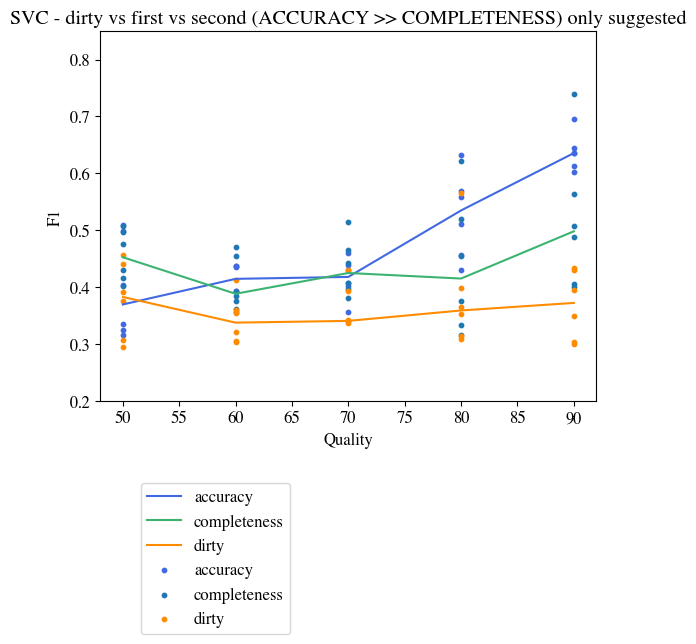 SVC - dirty vs first vs second (ACCURACY >> COMPLETENESS) only suggested
0.8
0.7
0.6
0.5
0.4
0.3
0.2
F1
50
55
60
65
70
75
80
85
90
Quality
accuracy
completeness
dirty
accuracy
completeness
dirty